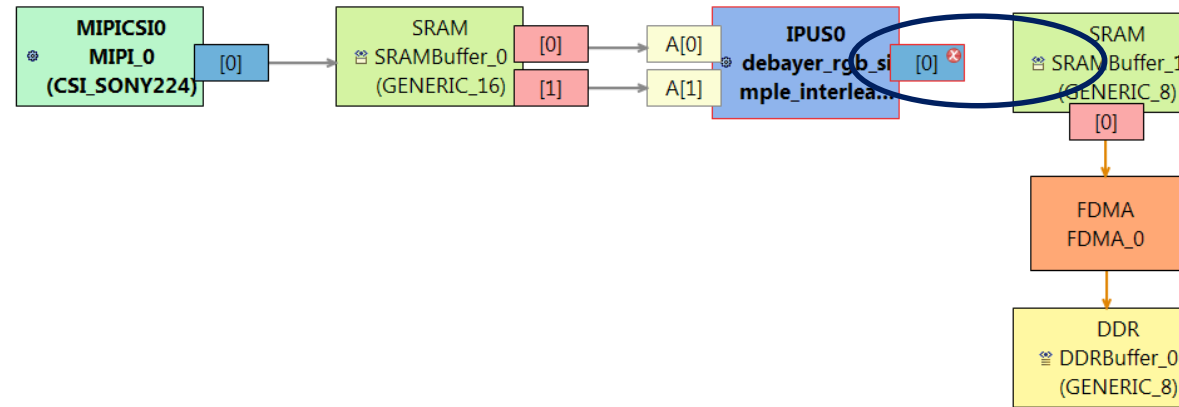 MIPICSI0
MIPI_0
(CSI_SONY224)
[0]
SRAM
SRAMBuffer_0
(GENERIC_16)
[0]
[1]
A[0]
A[1]
IPUS0
debayer_rgb_si
mple_interlea...
[0]
SRAM
SRAMBuffer_1
(GENERIC_8)
[0]
FDMA
FDMA_0
DDR
DDRBuffer_0
(GENERIC_8)